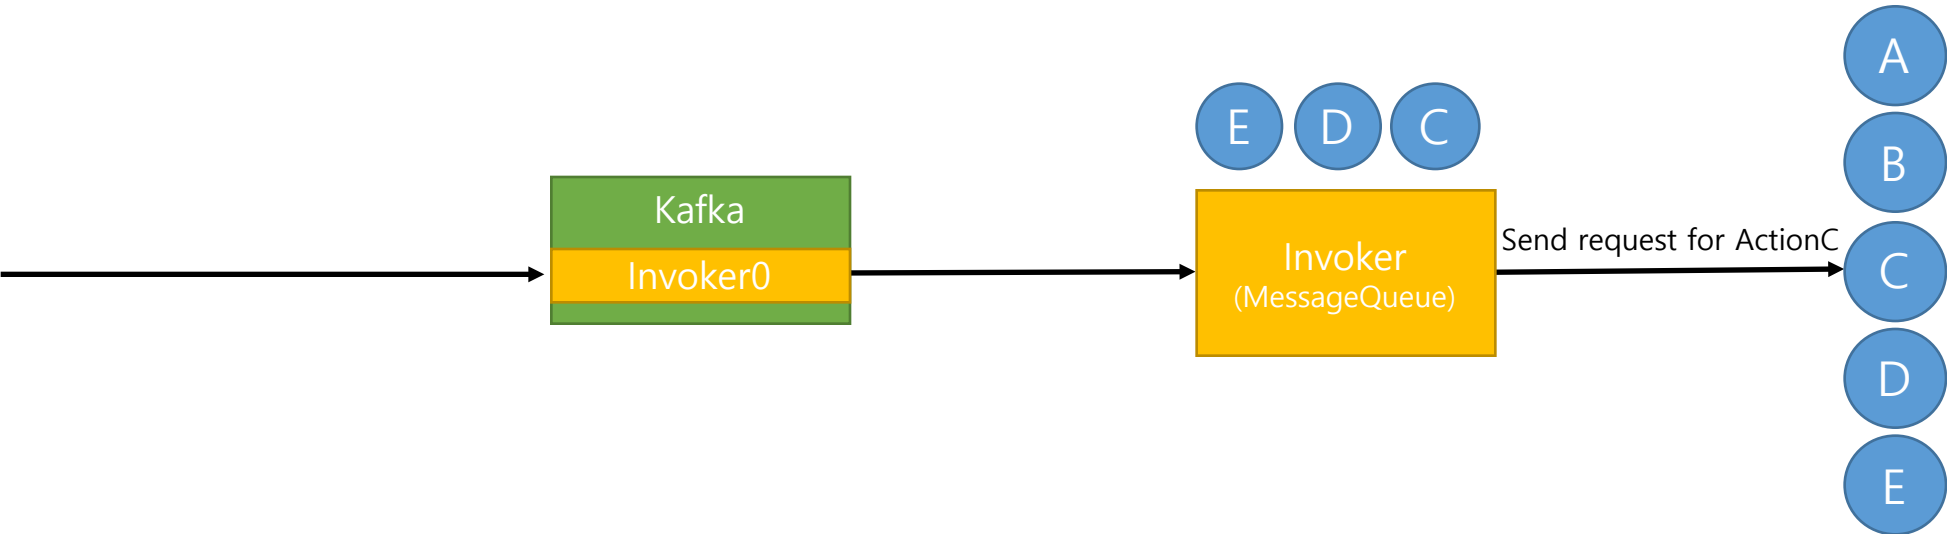 A
E D C
B
Kafka
Send request for ActionC
Invoker
(MessageQueue)
Invoker0
C
D
E